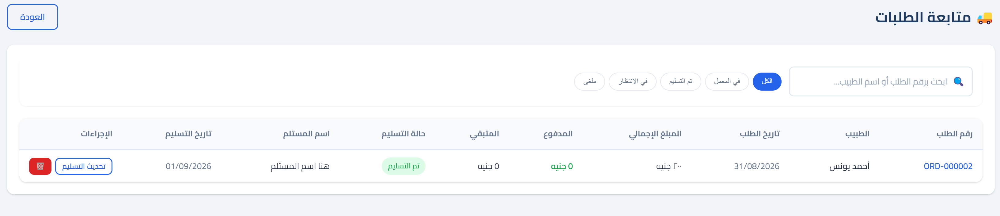 متابعة الطلبات
العودة
ابحث برقم الطلب أو اسم الطبيب...
الكل
في المعمل
تم التسليم
في الانتظار
ملغى
رقم الطلب الطبيب تاريخ الطلب المبلغ الإجمالي المدفوع المتبقي حالة التسليم اسم المستلم تاريخ التسليم الإجراءات
ORD-000002 أحمد يونس 31/08/2026 ٢٠٠ جنيه 0 جنيه 0 جنيه تم التسليم هنا اسم المستلم 01/09/2026 تحديث التسليم